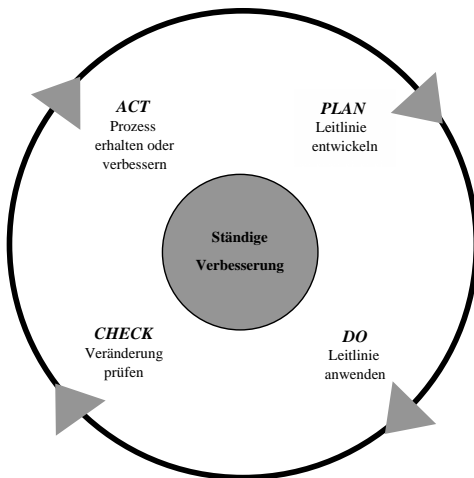 ACT
Prozess
erhalten oder
verbessern
PLAN
Leitlinie
entwickeln
Ständige
Verbesserung
CHECK
Veränderung
prüfen
DO
Leitlinie
anwenden